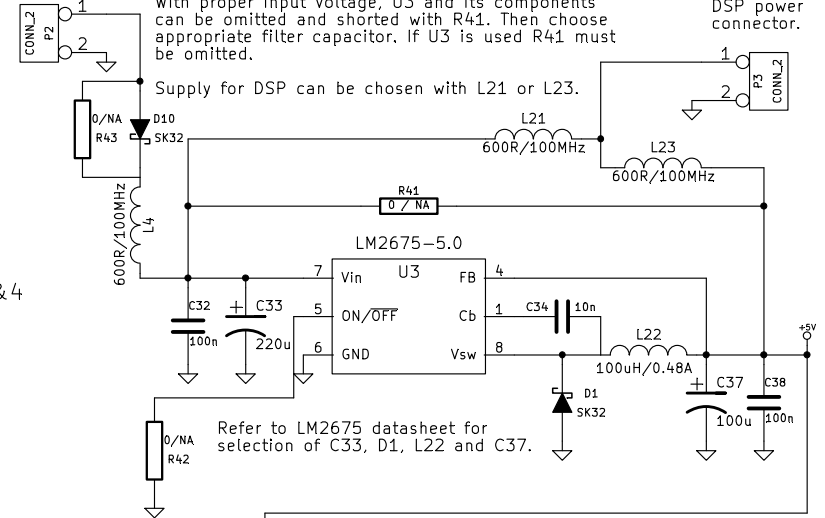 With proper input voltage, U3 and its components
can be omitted and shorted with R41. Then choose
appropriate filter capacitor. If U3 is used R41 must
be omitted.
Supply for DSP can be chosen with L21 or L23.
DSP power
connector.
CONN_2
P2
1
2
1
2
P3
CONN_2
0/NA
R43
D10
SK32
L21
600R/100MHz
L23
600R/100MHz
600R/100MHz
L4
R41
0 / NA
LM2675-5.0
U3
7
Vin
5
ON/OFF
6
GND
FB
4
Cb
1
Vsw
8
&4
C32
100n
C33
220u
C34
10n
L22
100uH/0.48A
+5V
D1
SK32
C37
100u
C38
100n
0/NA
R42
Refer to LM2675 datasheet for
selection of C33, D1, L22 and C37.